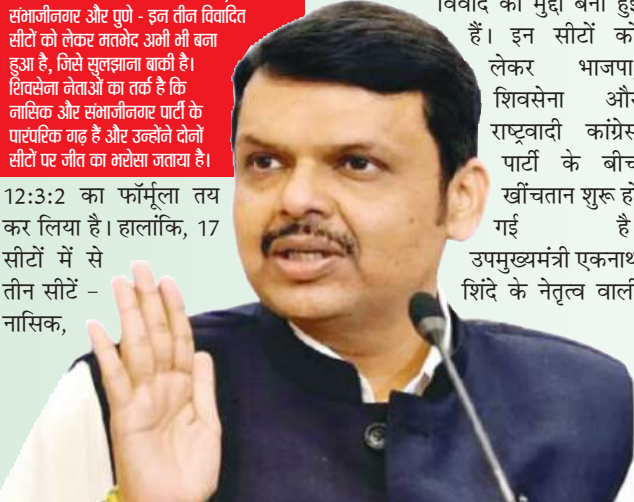 संभाजीनगर और पुणे - इन तीन विवादित
सीटों को लेकर मतभेद अभी भी बना
हुआ है, जिसे सुलझाना बाकी है।
शिवसेना नेताओं का तर्क है कि
नासिक और संभाजीनगर पार्टी के
पारंपरिक गढ़ हैं और उन्होंने दोनों
सीटों पर जीत का भरोसा जताया है।
12:3:2 का फॉर्मूला तय
कर लिया है। हालांकि, 17
सीटों में से
तीन सीटें –
नासिक,
विवाद का मुद्दा बनी हुई
हैं। इन सीटों को
लेकर भाजपा,
शिवसेना और
राष्ट्रवादी कांग्रेस
पार्टी के बीच
खींचतान शुरू हो
गई है
उपमुख्यमंत्री एकनाथ
शिंदे के नेतृत्व वाली